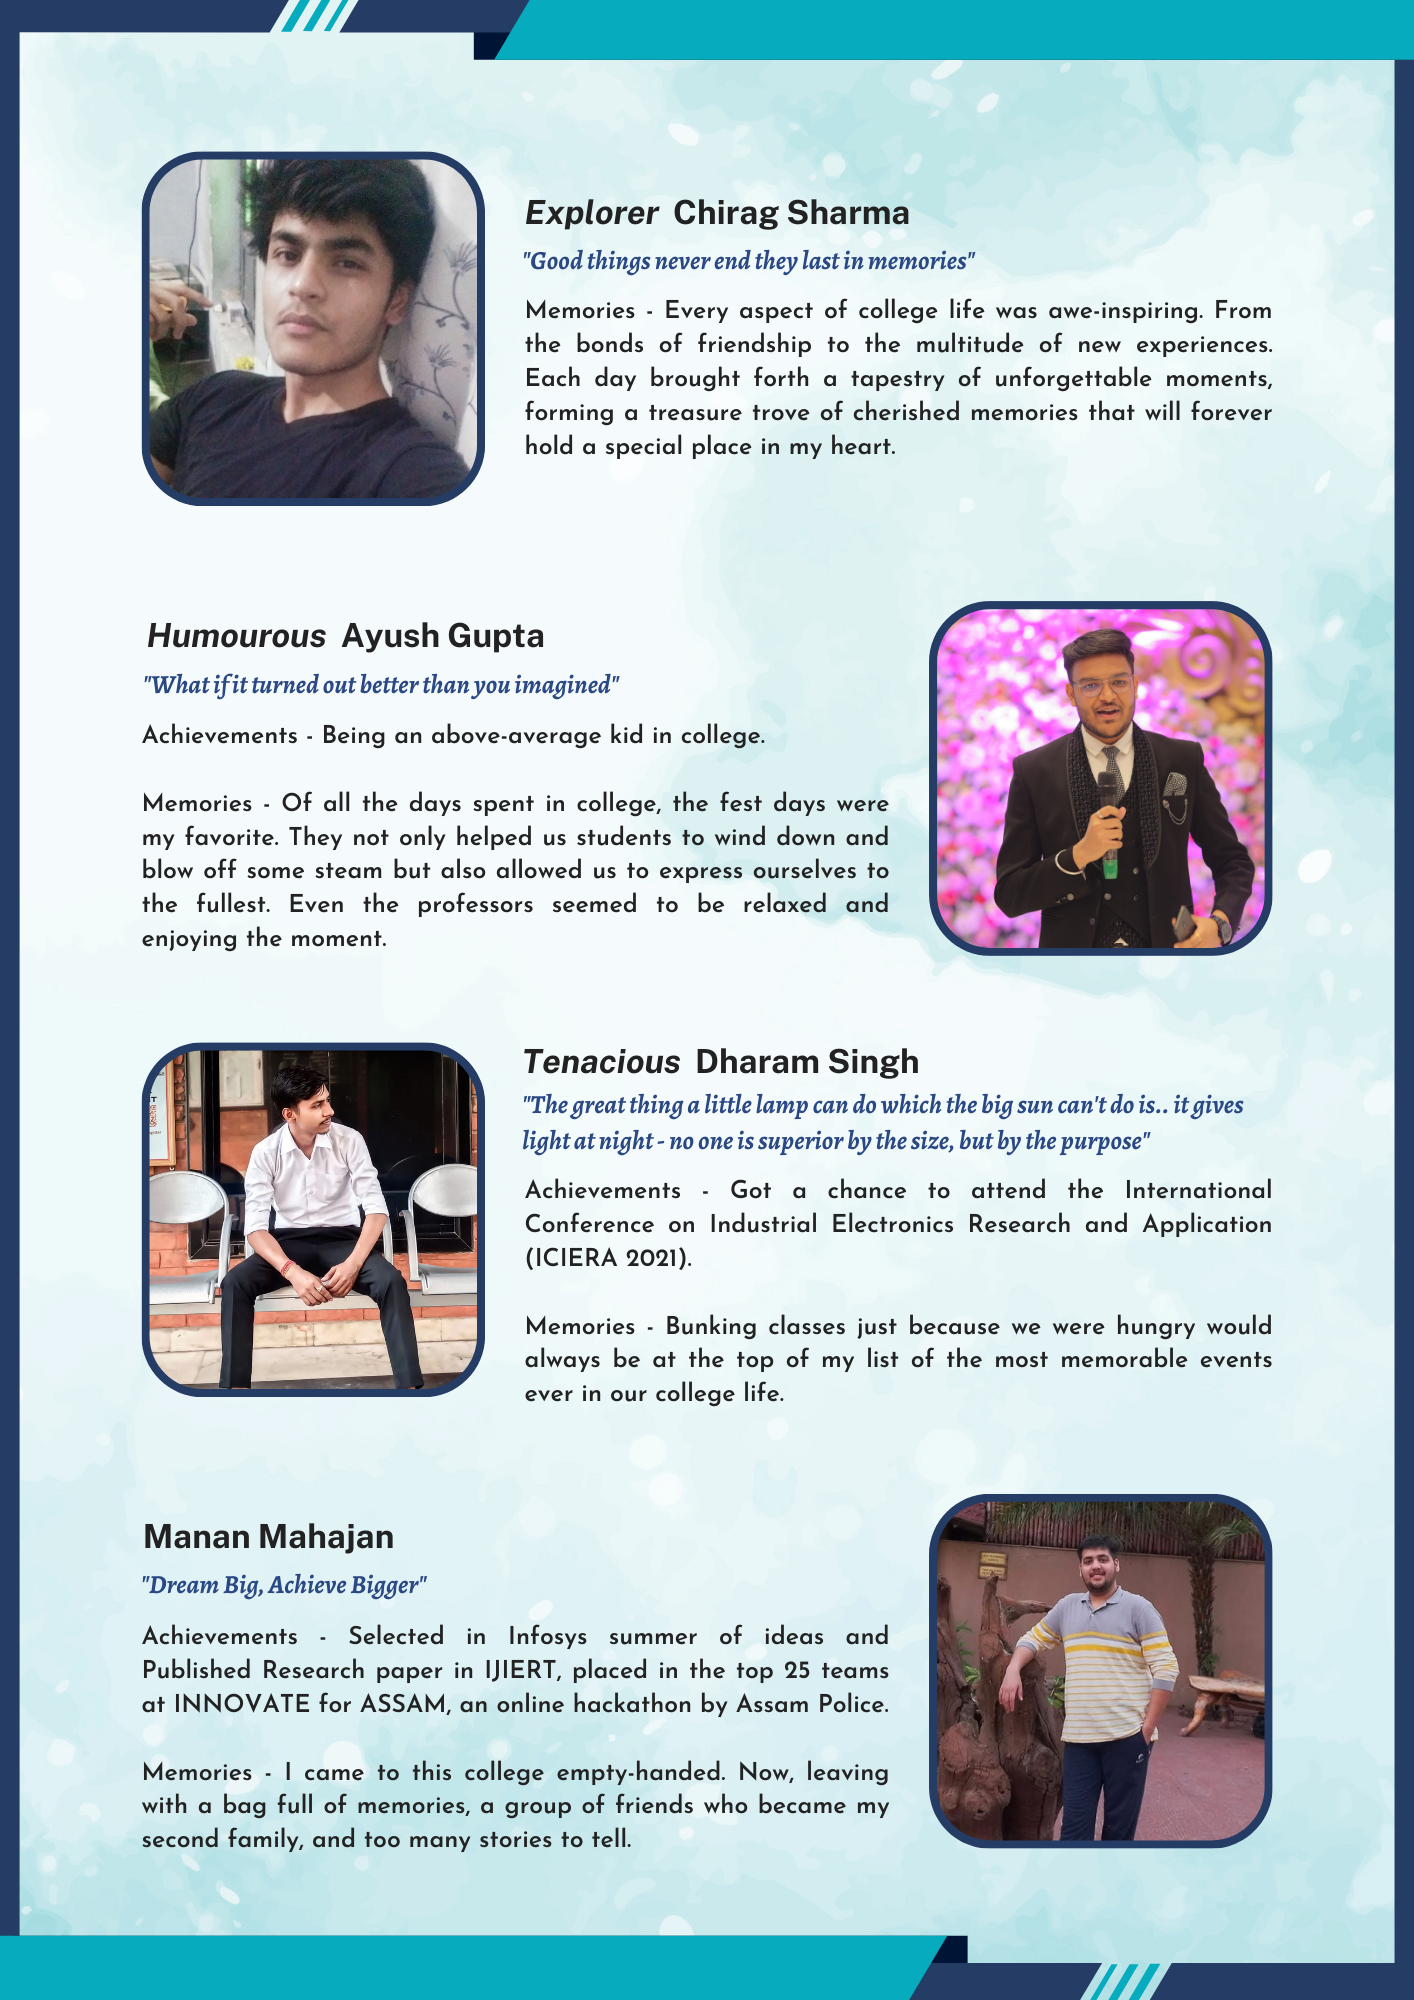 Explorer Chirag Sharma
"Good things never end they last in memories"
Memories - Every aspect of college life was awe-inspiring. From
the bonds of friendship to the multitude of new experiences.
Each day brought forth a tapestry of unforgettable moments,
forming a treasure trove of cherished memories that will forever
hold a special place in my heart.
Humourous Ayush Gupta
"What if it turned out better than you imagined"
Achievements - Being an above-average kid in college.
Memories - Of all the days spent in college, the fest days were
my favorite. They not only helped us students to wind down and
blow off some steam but also allowed us to express ourselves to
the fullest. Even the professors seemed to be relaxed and
enjoying the moment.
Tenacious Dharam Singh
"The great thing a little lamp can do which the big sun can't do is.. it gives
light at night - no one is superior by the size, but by the purpose"
Achievements - Got a chance to attend the International
Conference on Industrial Electronics Research and Application
(ICIERA 2021).
Memories - Bunking classes just because we were hungry would
always be at the top of my list of the most memorable events
ever in our college life.
Manan Mahajan
"Dream Big, Achieve Bigger"
Achievements - Selected in Infosys summer of ideas and
Published Research paper in IJIERT, placed in the top 25 teams
at INNOVATE for ASSAM, an online hackathon by Assam Police.
Memories - I came to this college empty-handed. Now, leaving
with a bag full of memories, a group of friends who became my
second family, and too many stories to tell.